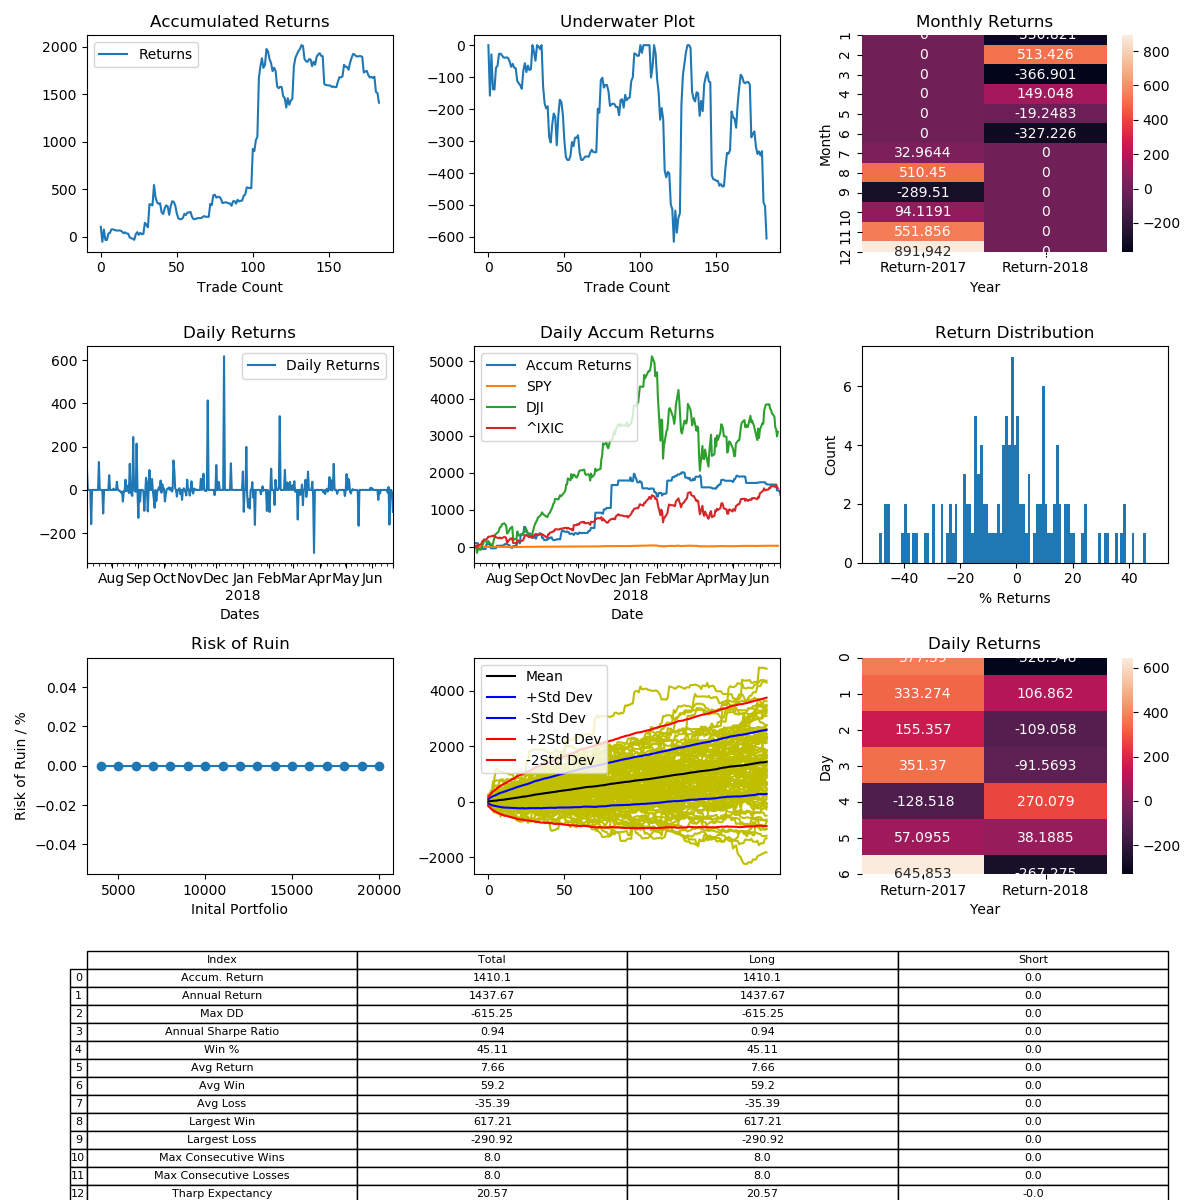 Accumulated Returns
2000
1500
1000
500
0
Returns
0 50 100 150
Trade Count
Underwater Plot
0
−100
−200
−300
−400
−500
−600
0 50 100 150
Trade Count
Monthly Returns
Month
1 0
2 0 513.426
3 0 -366.901
4 0 149.048
5 0 -19.2483
6 0 -327.226
7 32.9644 0
8 510.45 0
9 -289.51 0
10 94.1191 0
11 551.856 0
12 891.942 0
Return-2017 Return-2018
Year
800
600
400
200
0
−200
Daily Returns
600
400
200
0
−200
Daily Returns
Aug Sep Oct Nov Dec Jan Feb Mar Apr May Jun
2018
Dates
Daily Accum Returns
5000
4000
3000
2000
1000
0
Accum Returns
SPY
DJI
^IXIC
Aug Sep Oct Nov Dec Jan Feb Mar Apr May Jun
2018
Date
Return Distribution
Count
6
4
2
0
−40 −20 0 20 40
% Returns
Risk of Ruin
Risk of Ruin / %
0.04
0.02
0.00
−0.02
−0.04
5000 10000 15000 20000
Inital Portfolio
4000
2000
0
−2000
Mean
+Std Dev
-Std Dev
+2Std Dev
-2Std Dev
0 50 100 150
Daily Returns
Day
0
1 333.274 106.862
2 155.357 -109.058
3 351.37 -91.5693
4 -128.518 270.079
5 57.0955 38.1885
6 645.853 -267.275
Return-2017 Return-2018
Year
600
400
200
0
−200
Index Total Long Short
0 Accum. Return 1410.1 1410.1 0.0
1 Annual Return 1437.67 1437.67 0.0
2 Max DD -615.25 -615.25 0.0
3 Annual Sharpe Ratio 0.94 0.94 0.0
4 Win % 45.11 45.11 0.0
5 Avg Return 7.66 7.66 0.0
6 Avg Win 59.2 59.2 0.0
7 Avg Loss -35.39 -35.39 0.0
8 Largest Win 617.21 617.21 0.0
9 Largest Loss -290.92 -290.92 0.0
10 Max Consecutive Wins 8.0 8.0 0.0
11 Max Consecutive Losses 8.0 8.0 0.0
12 Tharp Expectancy 20.57 20.57 -0.0